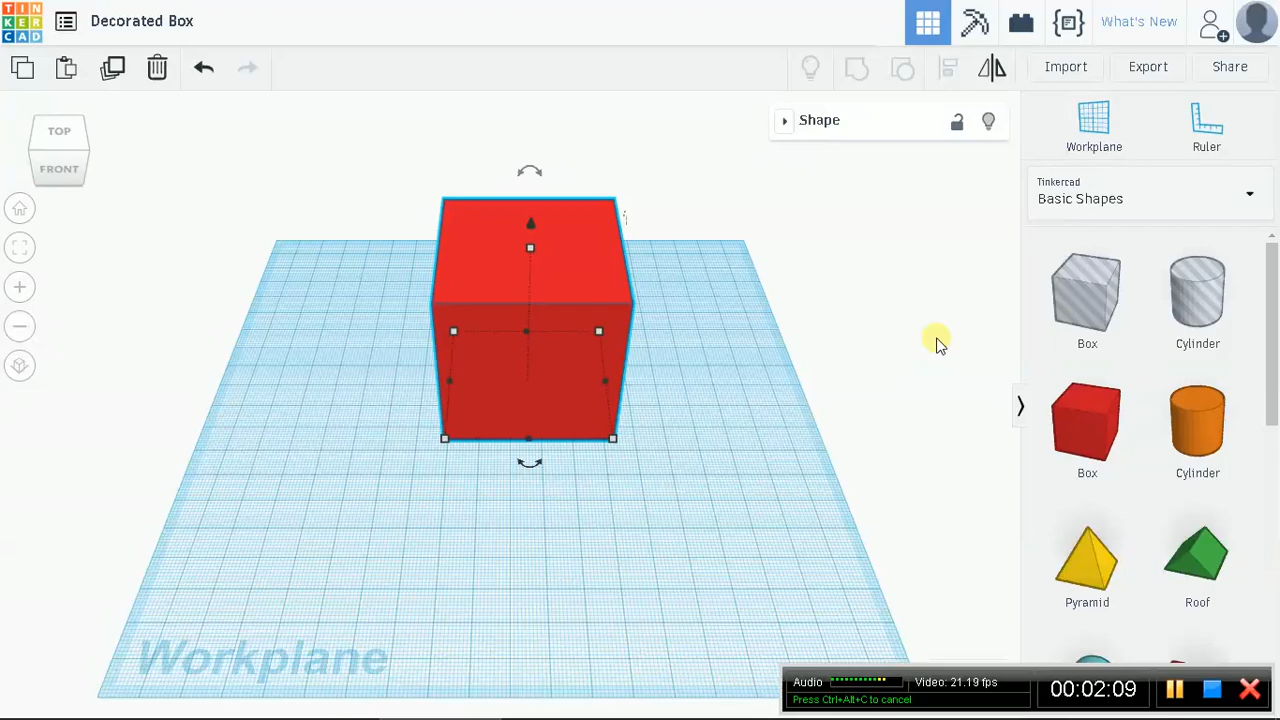 TIN
KER
CAD
Decorated Box
What's New
Import
Export
Share
TOP
FRONT
Shape
Workplane
Ruler
Tinkercad
Basic Shapes
Box
Cylinder
Box
Cylinder
Pyramid
Roof
Workplane
Audio
Video: 21.19 fps
Press Ctrl+Alt+C to cancel
00:02:09